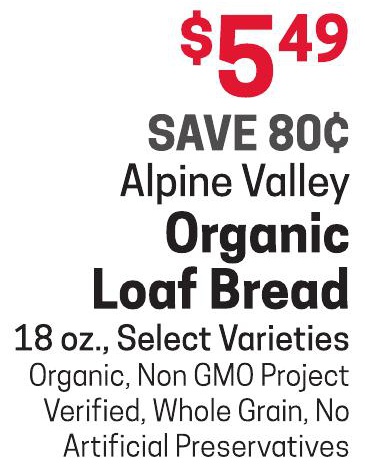 $5.49
SAVE 80¢
Alpine Valley
Organic
Loaf Bread
18 oz., Select Varieties
Organic, Non GMO Project
Verified, Whole Grain, No
Artificial Preservatives